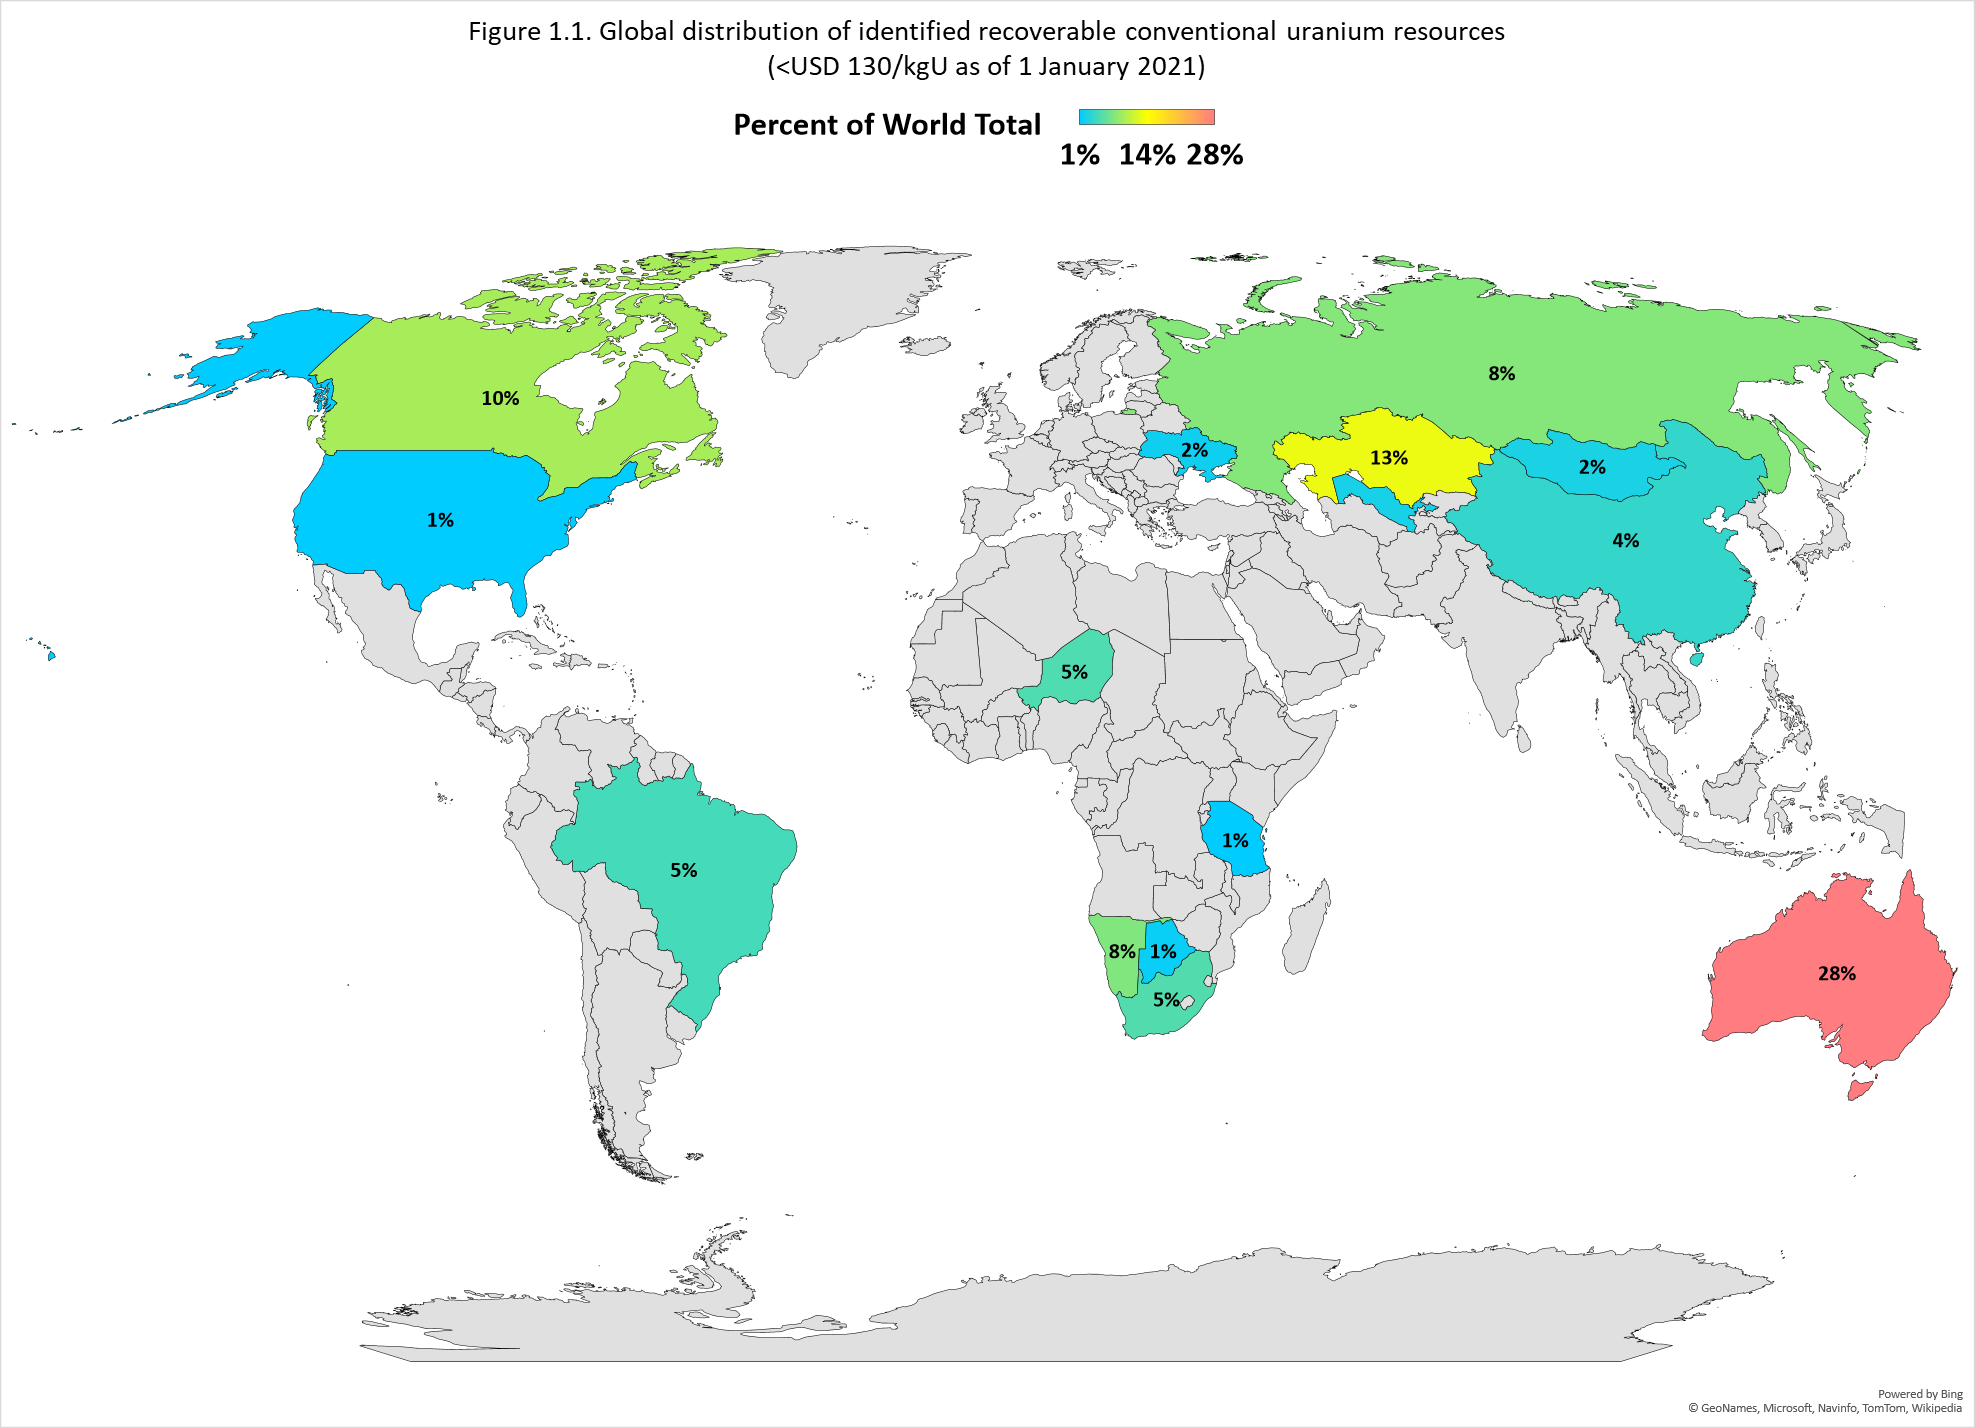 Figure 1.1. Global distribution of identified recoverable conventional uranium resources
(<USD 130/kgU as of 1 January 2021)
Percent of World Total
1% 14% 28%
8%
10%
2%
13%
2%
1%
4%
5%
1%
5%
8%
1%
28%
5%
Powered by Bing
© GeoNames, Microsoft, Navinfo, TomTom, Wikipedia